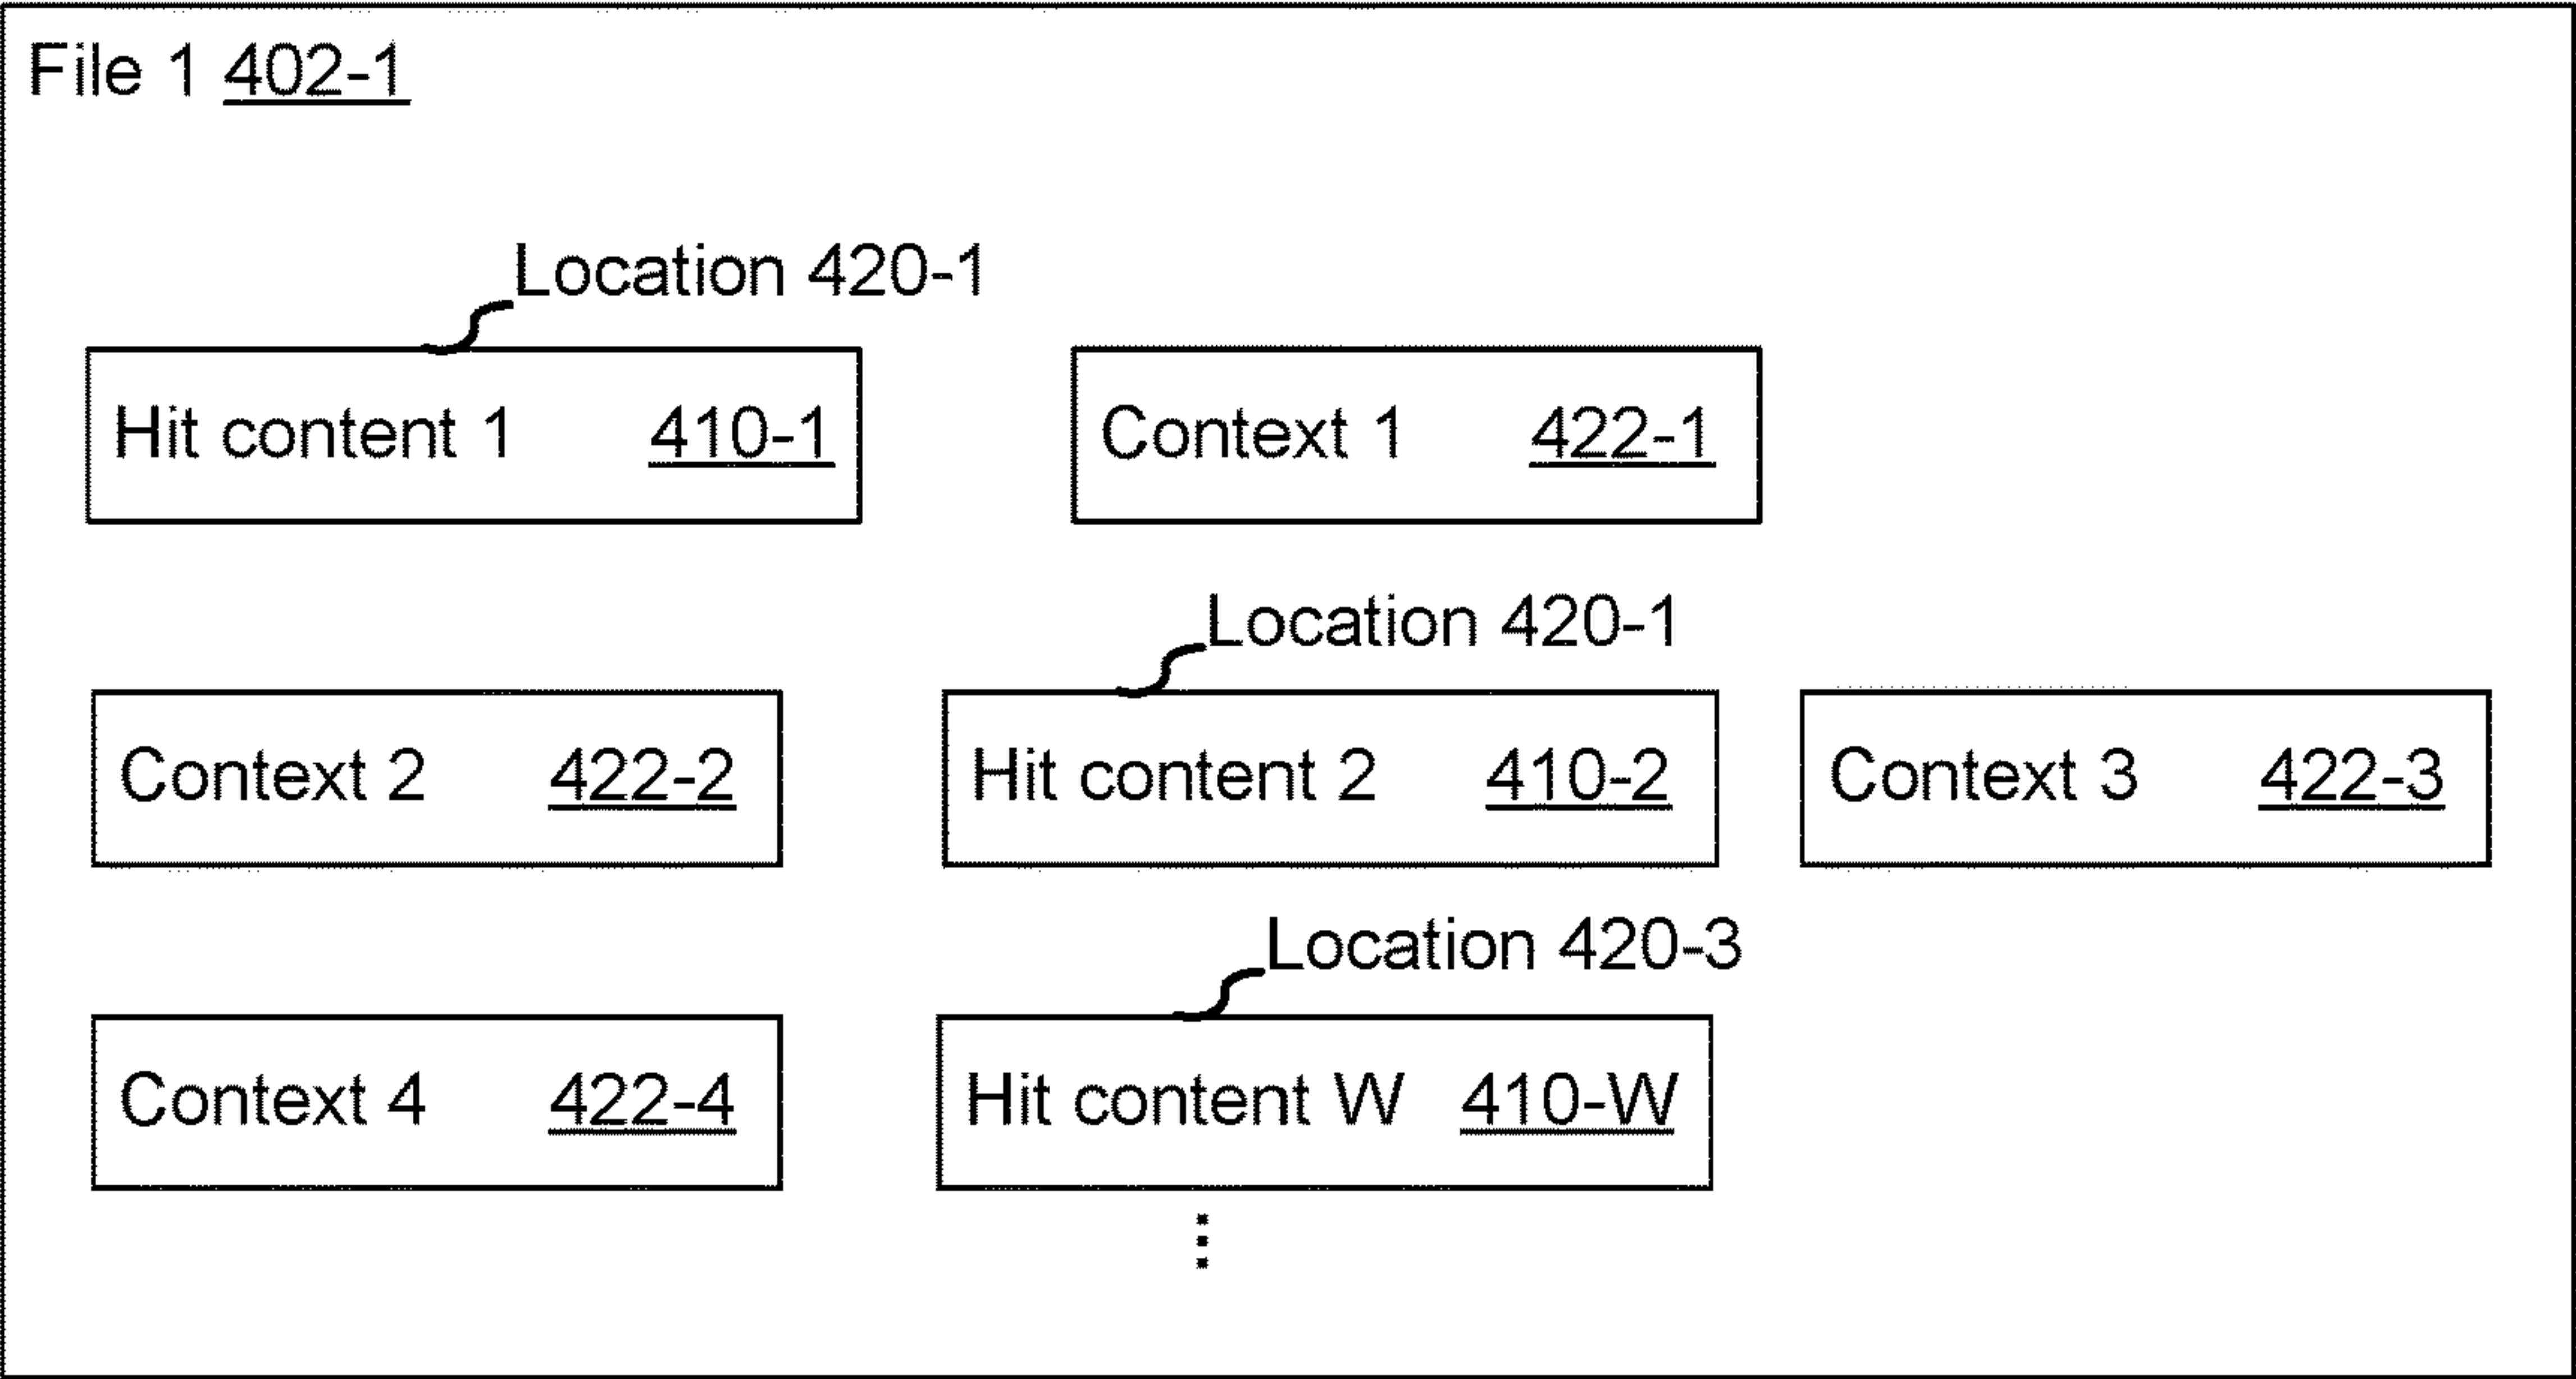 File 1 402-1
Location 420-1
Hit content 1 410-1 Context 1 422-1
Location 420-1
Context 2 422-2 Hit content 2 410-2 Context 3 422-3
Location 420-3
Context 4 422-4 Hit content W 410-W